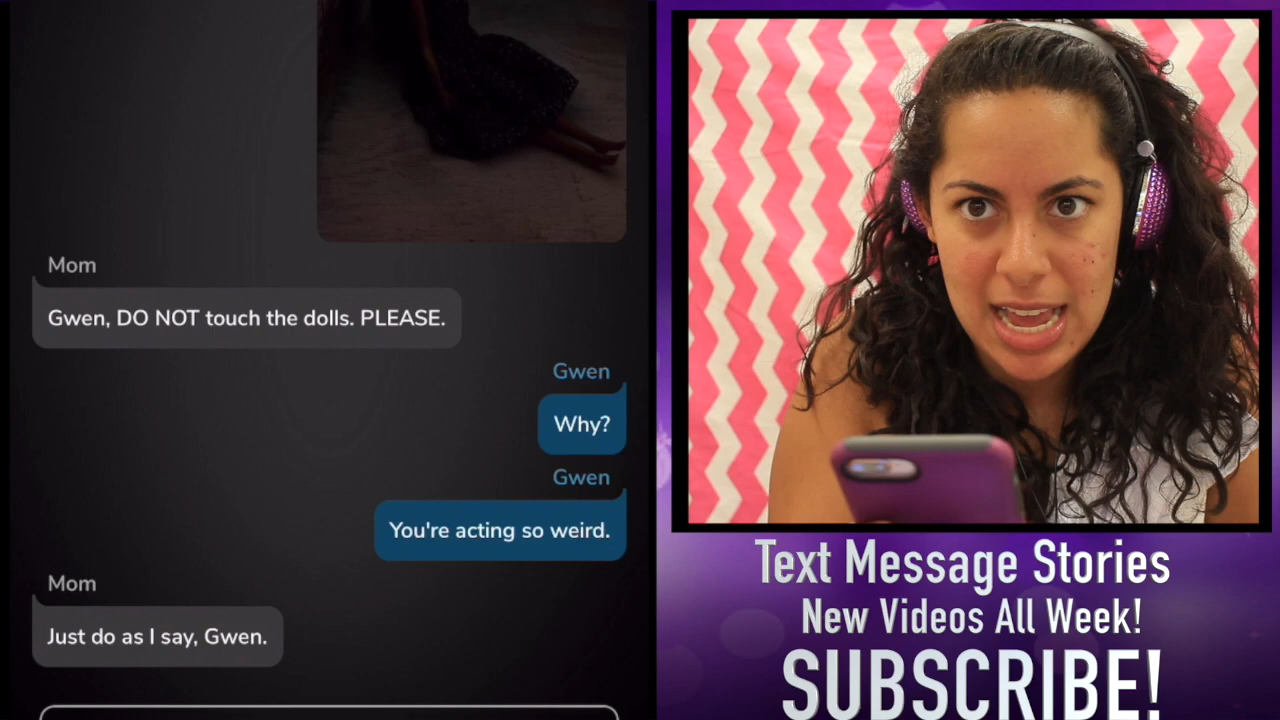 Mom
Gwen, DO NOT touch the dolls. PLEASE.
Gwen
Why?
Gwen
You're acting so weird.
Mom
Just do as I say, Gwen.
Text Message Stories
New Videos All Week!
SUBSCRIBE!